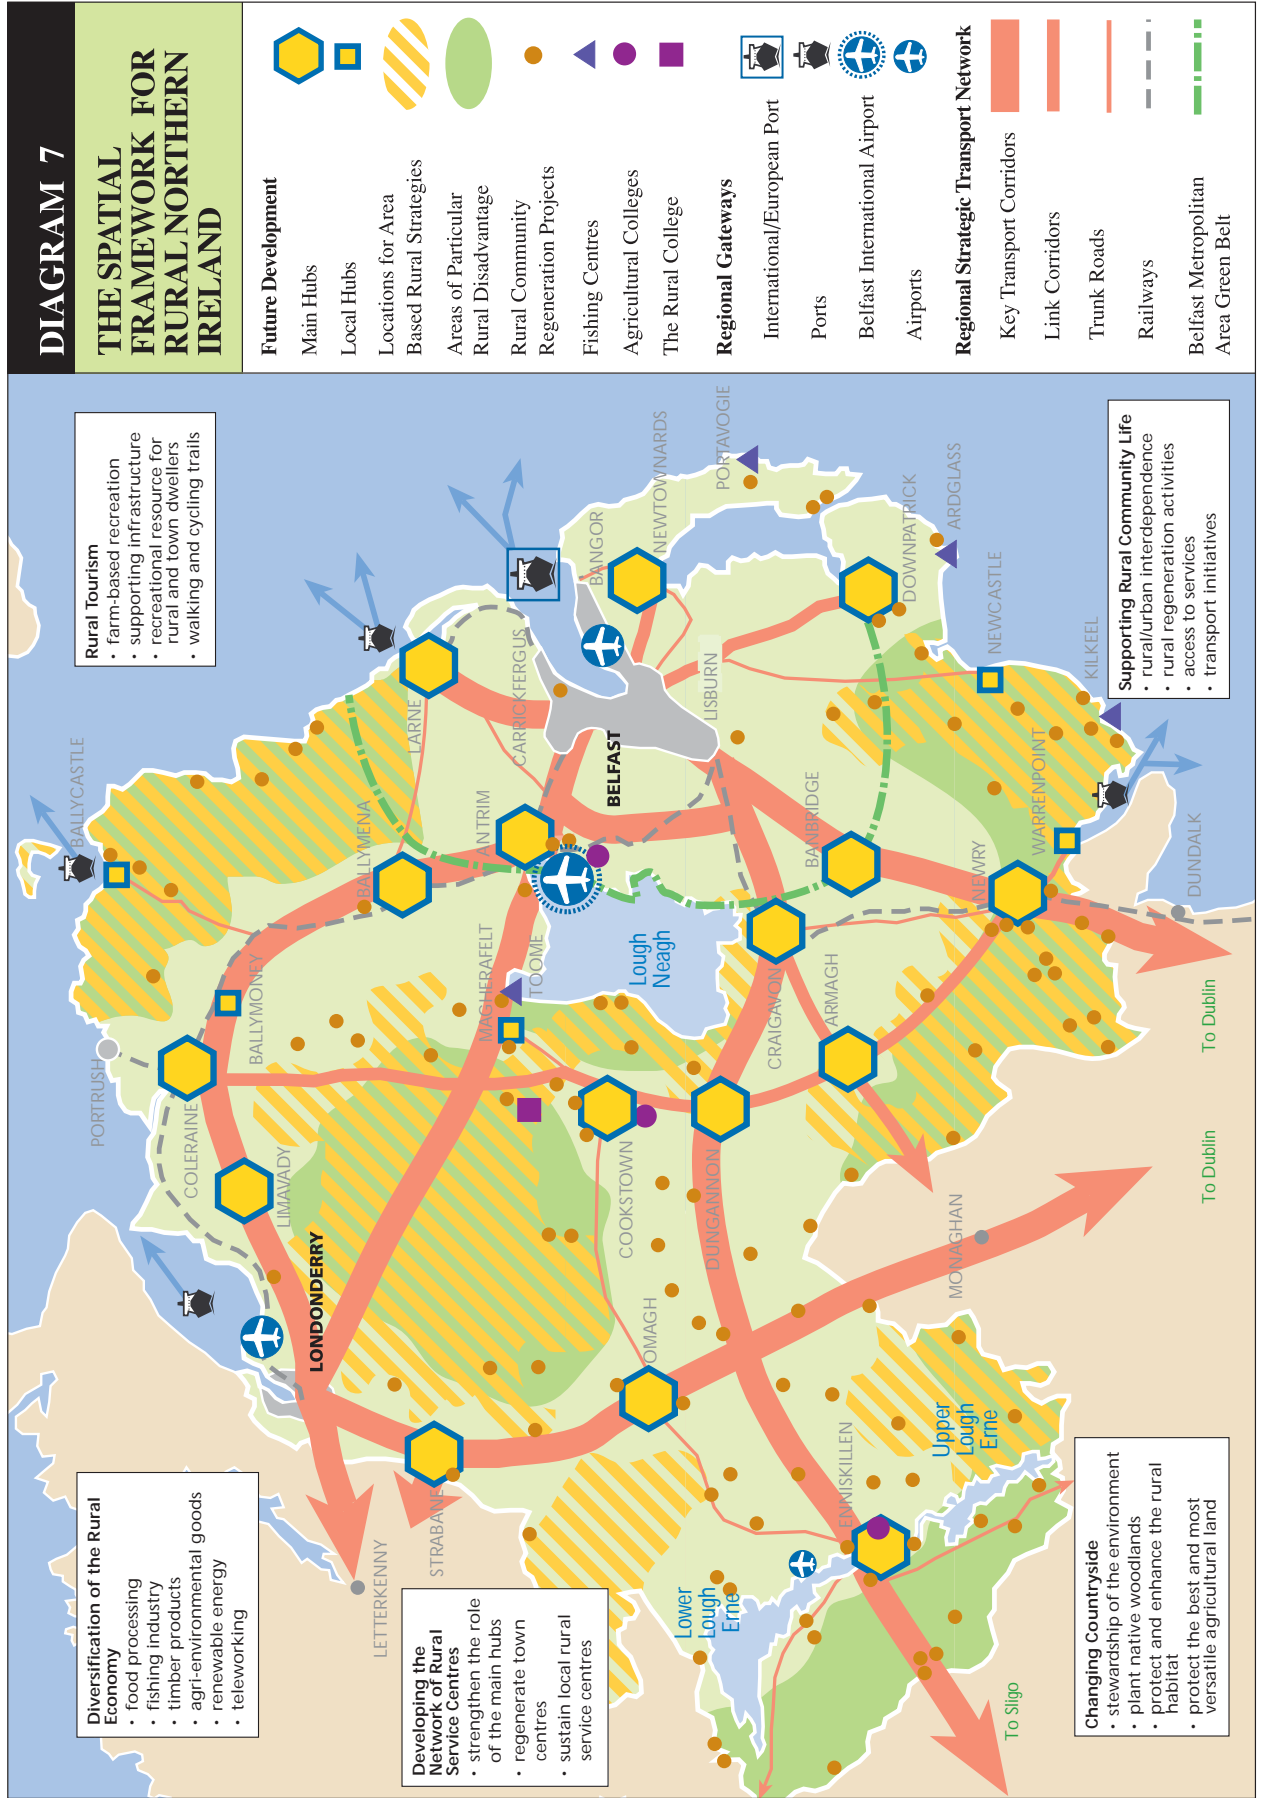 DIAGRAM 7
THE SPATIAL
FRAMEWORK FOR
RURAL NORTHERN
IRELAND
Future Development
Main Hubs
Local Hubs
Locations for Area
Based Rural Strategies
Areas of Particular
Rural Disadvantage
Rural Community
Regeneration Projects
Fishing Centres
Agricultural Colleges
The Rural College
Regional Gateways
International/European Port
Ports
Belfast International Airport
Airports
Regional Strategic Transport Network
Key Transport Corridors
Link Corridors
Trunk Roads
Railways
Belfast Metropolitan
Area Green Belt
Rural Tourism
• farm-based recreation
• supporting infrastructure
• recreational resource for
rural and town dwellers
• walking and cycling trails
Supporting Rural Community Life
• rural/urban interdependence
• rural regeneration activities
• access to services
• transport initiatives
Diversification of the Rural
Economy
• food processing
• fishing industry
• timber products
• agri-environmental goods
• renewable energy
• teleworking
Developing the
Network of Rural
Service Centres
• strengthen the role
of the main hubs
• regenerate town
centres
• sustain local rural
service centres
Changing Countryside
• stewardship of the environment
• plant native woodlands
• protect and enhance the rural
habitat
• protect the best and most
versatile agricultural land
BALLYCASTLE
PORTRUSH
COLERAINE
BALLYMONEY
LIMAVADY
LONDONDERRY
LETTERKENNY
STRABANE
BALLYMENA
LARNE
CARRICKFERGUS
ANTRIM
MAGHERAFELT
TOOME
BELFAST
BANGOR
NEWTOWNARDS
PORTAVOGIE
LISBURN
DOWNPATRICK
ARDGLASS
NEWCASTLE
KILKEEL
WARRENPOINT
BANBRIDGE
NEWRY
DUNDALK
Lough
Neagh
CRAIGAVON
ARMAGH
COOKSTOWN
DUNGANNON
OMAGH
MONAGHAN
ENNISKILLEN
Upper
Lough
Erne
Lower
Lough
Erne
To Dublin
To Dublin
To Sligo